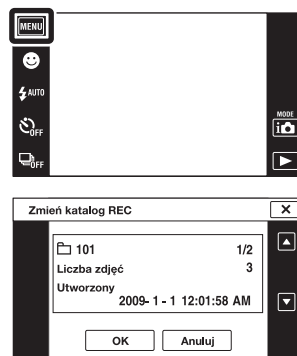 MENU
AUTO
OFF
OFF
MODE
i
Zmień katalog REC
X
101 1/2
Liczba zdjęć 3
Utworzony
2009- 1 - 1 12:01:58 AM
OK Anuluj